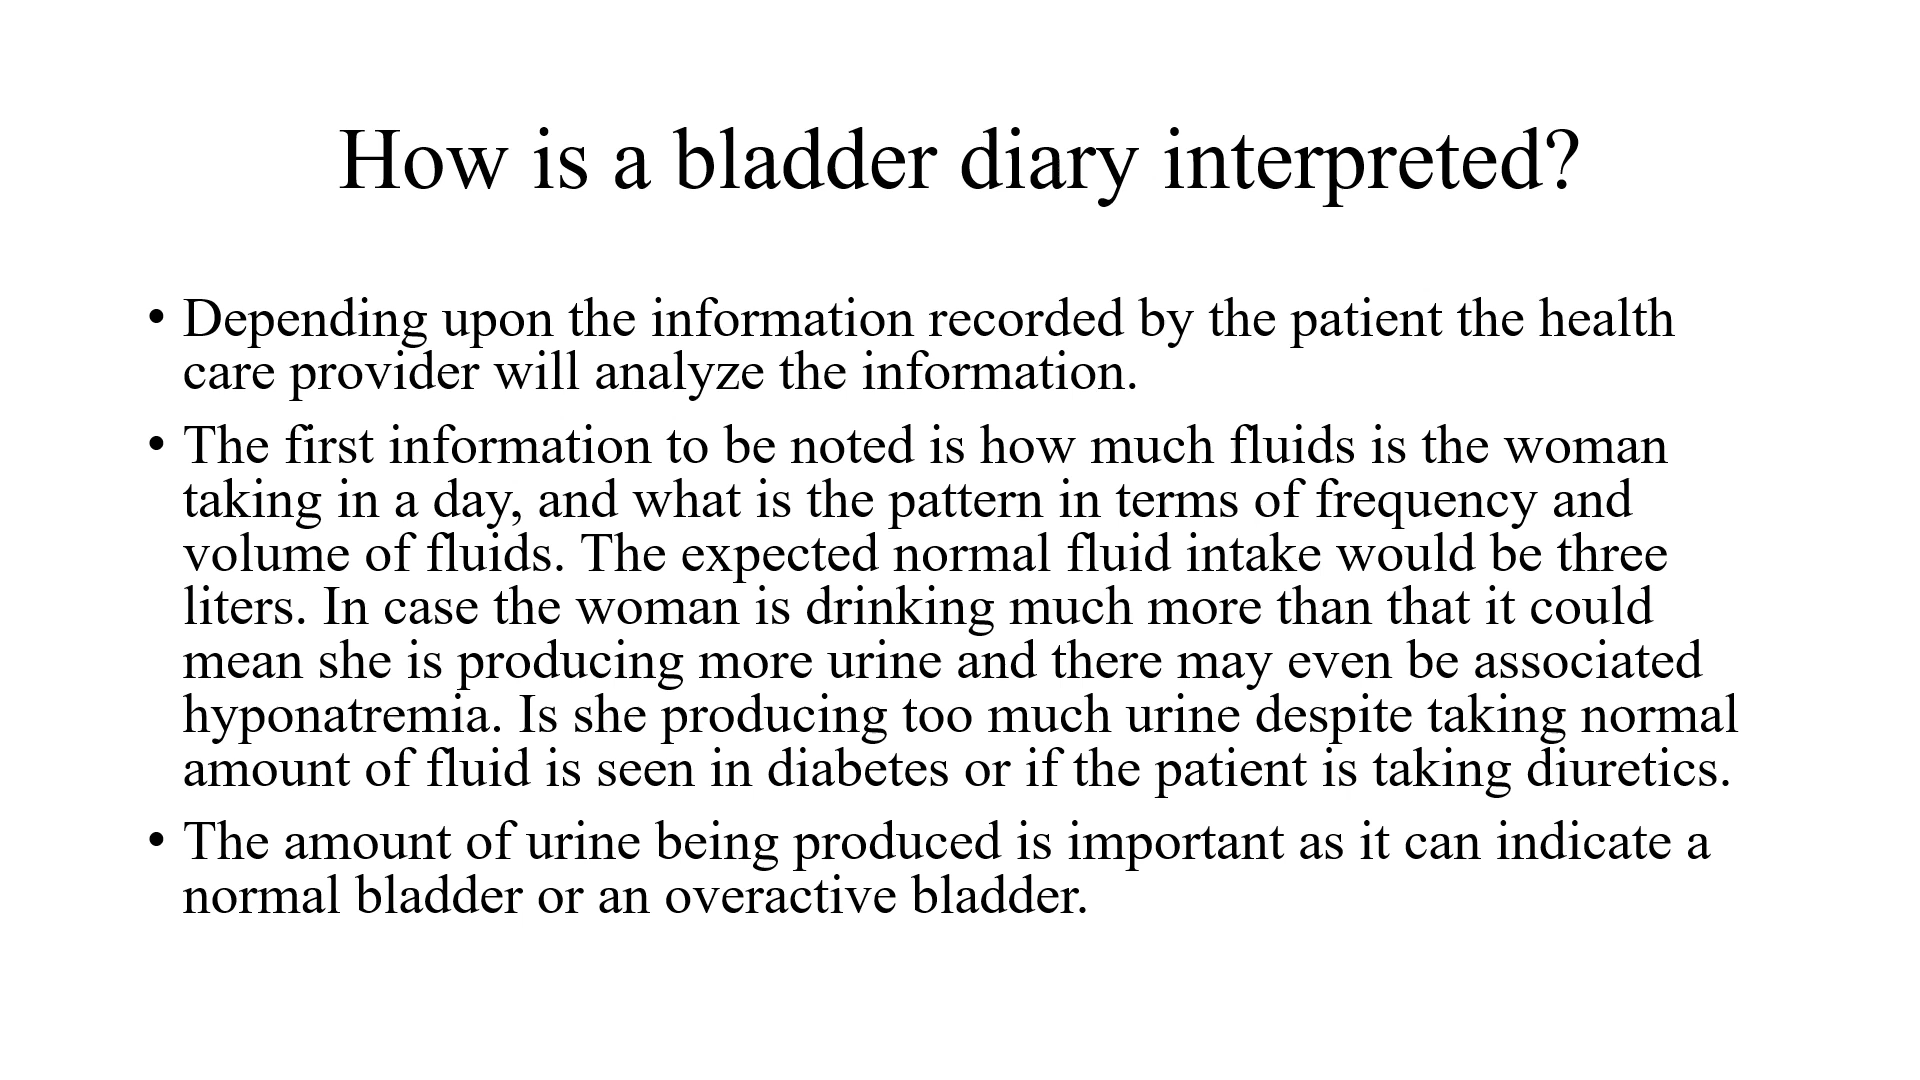 How is a bladder diary interpreted?
• Depending upon the information recorded by the patient the health
care provider will analyze the information.
• The first information to be noted is how much fluids is the woman
taking in a day, and what is the pattern in terms of frequency and
volume of fluids. The expected normal fluid intake would be three
liters. In case the woman is drinking much more than that it could
mean she is producing more urine and there may even be associated
hyponatremia. Is she producing too much urine despite taking normal
amount of fluid is seen in diabetes or if the patient is taking diuretics.
• The amount of urine being produced is important as it can indicate a
normal bladder or an overactive bladder.